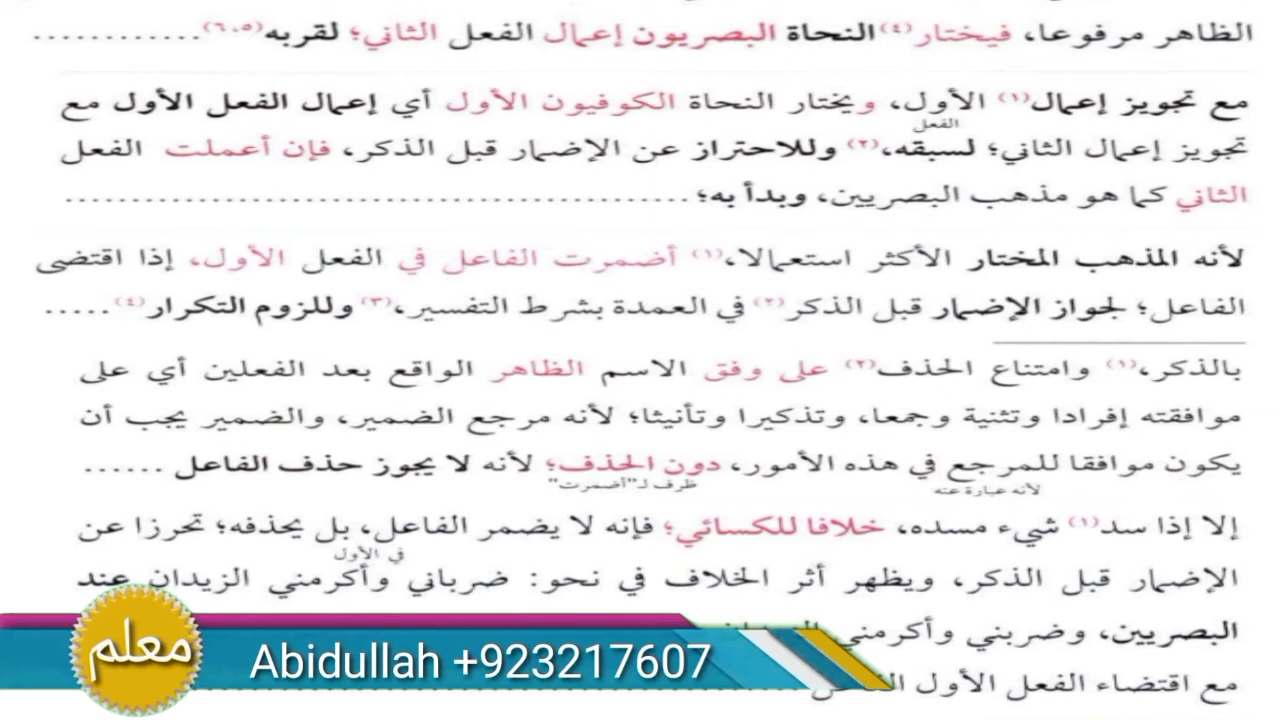 الظاهر مرفوعا، فيختار(٤) النحاة البصريون إعمال الفعل الثاني؛ لقربه(٦،٥)............
مع تجويز إعمال(١) الأول، ويختار النحاة الكوفيون الأول أي إعمال الفعل الأول مع
الفعل
تجويز إعمال الثاني؛ لسبقه،(٢) وللاحتراز عن الإضمار قبل الذكر، فإن أعملت الفعل
الثاني كما هو مذهب البصريين، وبدأ به؛ ...............................................
لأنه المذهب المختار الأكثر استعمالا،(١) أضمرت الفاعل في الفعل الأول، إذا اقتضى
الفاعل؛ لجواز الإضمار قبل الذكر(٢) في العمدة بشرط التفسير،(٣) وللزوم التكرار(٤).....
بالذكر،(١) وامتناع الحذف(٢) على وفق الاسم الظاهر الواقع بعد الفعلين أي على
موافقته إفرادا وتثنية وجمعا، وتذكيرا وتأنيثا؛ لأنه مرجع الضمير، والضمير يجب أن
يكون موافقا للمرجع في هذه الأمور، دون الحذف؛ لأنه لا يجوز حذف الفاعل ......
لأنه عبارة عنه ظرف لـ"أضمرت"
إلا إذا سد(١) شيء مسده، خلافا للكسائي؛ فإنه لا يضمر الفاعل، بل يحذفه؛ تحرزا عن
في الأول
الإضمار قبل الذكر، ويظهر أثر الخلاف في نحو: ضرباني وأكرمني الزيدان عند
البصريين، وضربني وأكرمني
مع اقتضاء الفعل الأول
معلم
Abidullah +923217607